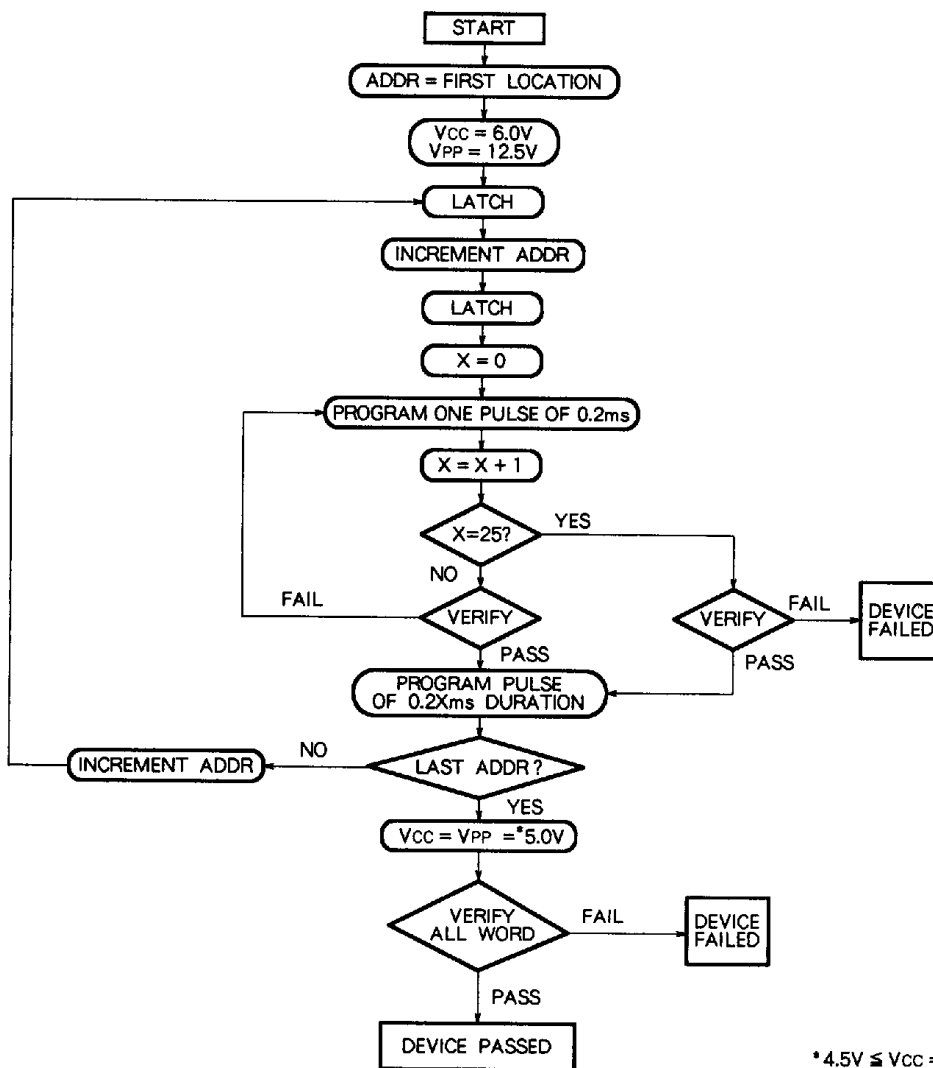 START
ADDR = FIRST LOCATION
VCC = 6.0V
VPP = 12.5V
LATCH
INCREMENT ADDR
LATCH
X = 0
PROGRAM ONE PULSE OF 0.2ms
X = X + 1
X=25?
YES
NO
FAIL
VERIFY
PASS
VERIFY
FAIL
PASS
DEVICE
FAILED
PROGRAM PULSE
OF 0.2Xms DURATION
LAST ADDR?
NO
INCREMENT ADDR
YES
VCC = VPP = *5.0V
VERIFY
ALL WORD
FAIL
DEVICE
FAILED
PASS
DEVICE PASSED
*4.5V ≦ VCC =